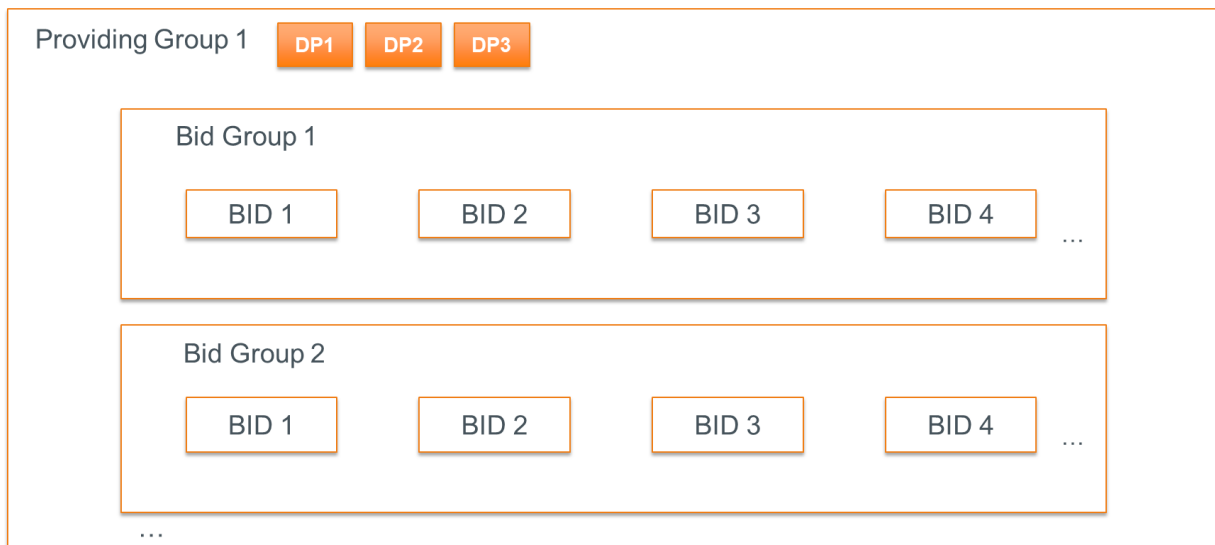 Providing Group 1 DP1 DP2 DP3
Bid Group 1
BID 1 BID 2 BID 3 BID 4 ...
Bid Group 2
BID 1 BID 2 BID 3 BID 4 ...
...